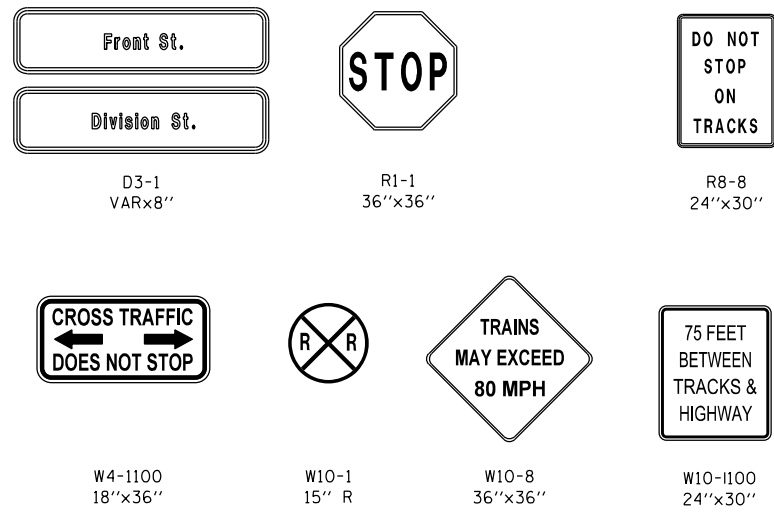 Front St.
Division St.
D3-1
VARx8''
STOP
R1-1
36''x36''
DO NOT
STOP
ON
TRACKS
R8-8
24''x30''
CROSS TRAFFIC
DOES NOT STOP
W4-1100
18''x36''
R R
W10-1
15'' R
TRAINS
MAY EXCEED
80 MPH
W10-8
36''x36''
75 FEET
BETWEEN
TRACKS &
HIGHWAY
W10-I100
24''x30''